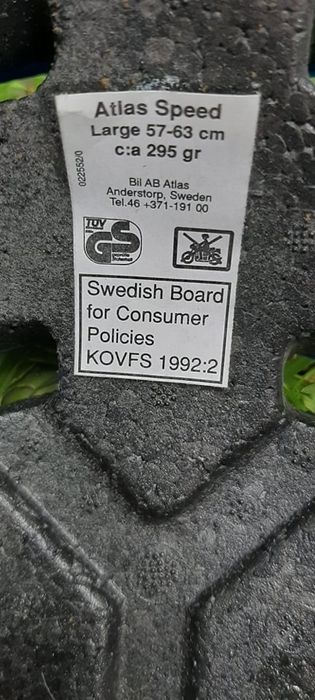 Atlas Speed
Large 57-63 cm
c:a 295 gr
022552/0
Bil AB Atlas
Anderstorp, Sweden
Tel.46 +371-191 00
TÜV
GS
Swedish Board
for Consumer
Policies
KOVFS 1992:2